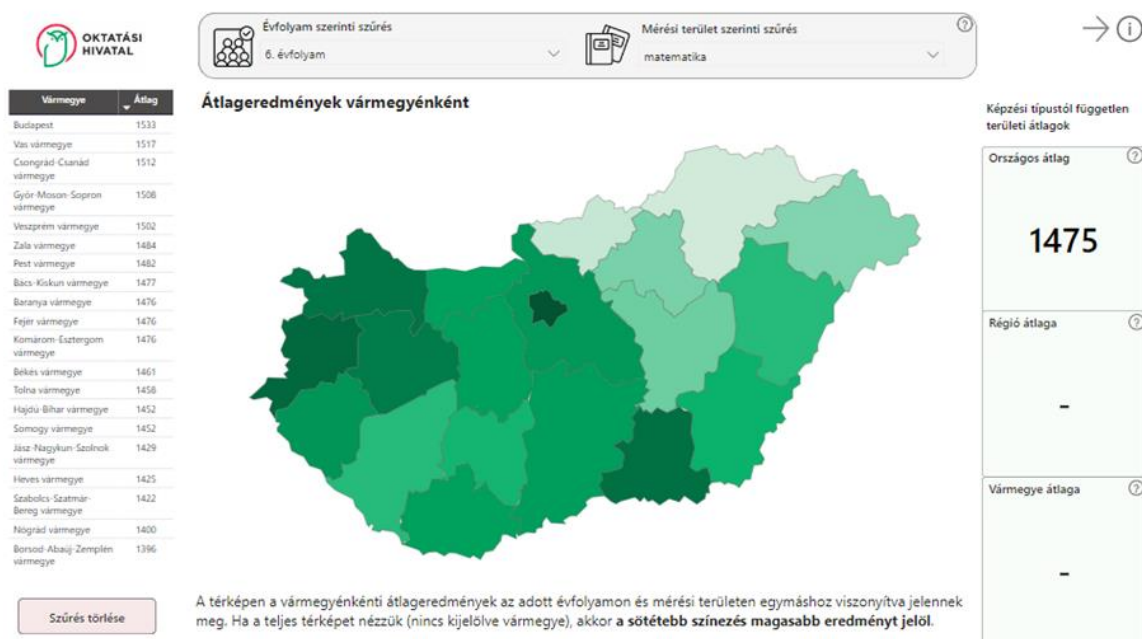 OKTATÁSI
HIVATAL
Évfolyam szerinti szűrés
6. évfolyam
Mérési terület szerinti szűrés
matematika
Vármegye Átlag
Budapest 1533
Vas vármegye 1517
Csongrád-Csanád
vármegye 1512
Győr-Moson-Sopron
vármegye 1508
Veszprém vármegye 1502
Zala vármegye 1484
Pest vármegye 1482
Bács-Kiskun vármegye 1477
Baranya vármegye 1476
Fejér vármegye 1476
Komárom-Esztergom
vármegye 1476
Békés vármegye 1461
Tolna vármegye 1458
Hajdú-Bihar vármegye 1452
Somogy vármegye 1452
Jász-Nagykun-Szolnok
vármegye 1429
Heves vármegye 1425
Szabolcs-Szatmár-
Bereg vármegye 1422
Nógrád vármegye 1400
Borsod-Abaúj-Zemplén
vármegye 1396
Szűrés törlése
Átlageredmények vármegyénként
A térképen a vármegyénkénti átlageredmények az adott évfolyamon és mérési területen egymáshoz viszonyítva jelennek
meg. Ha a teljes térképet nézzük (nincs kijelölve vármegye), akkor a sötétebb színezés magasabb eredményt jelöl.
Képzési típustól független
területi átlagok
Országos átlag
1475
Régió átlaga
-
Vármegye átlaga
-